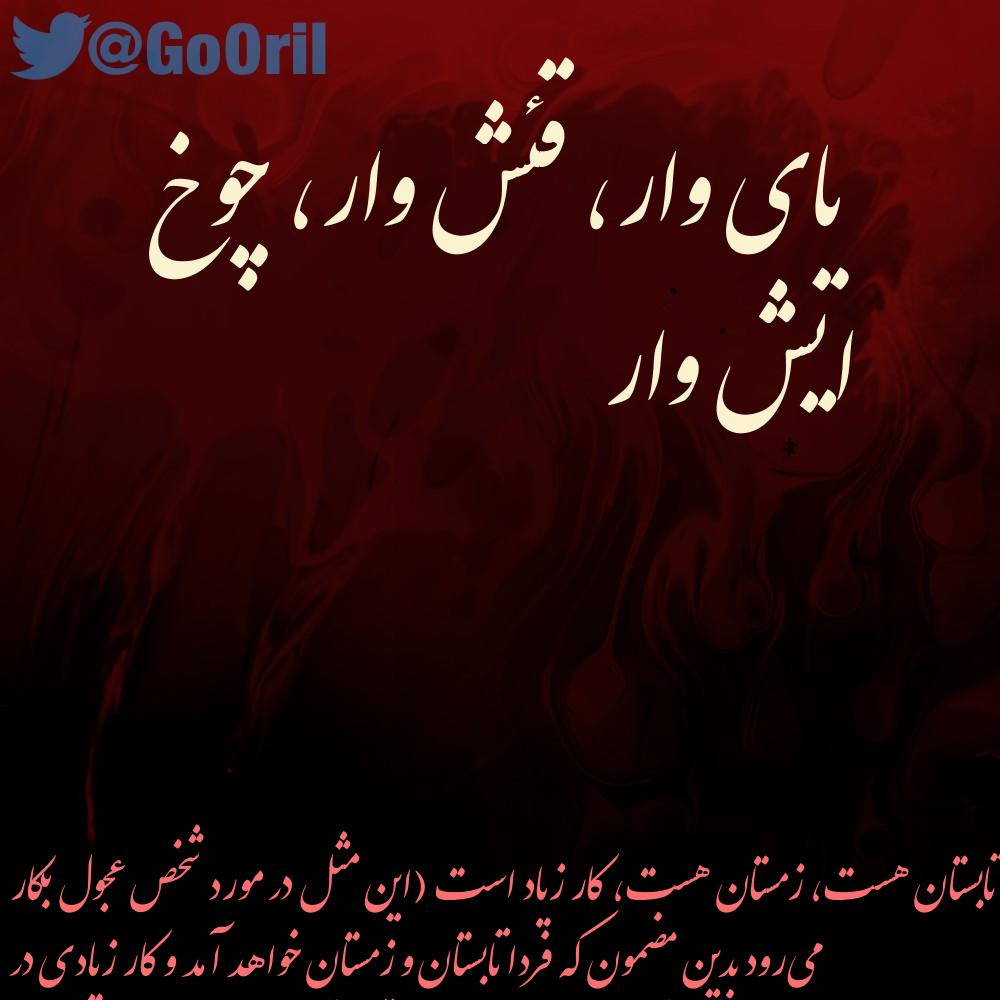 @GoOril
یای وار، قئش وار، چوخ
ایش وار
تابستان هست، زمستان هست، کار زیاد است (این مثل در مورد شخص عجول بکار
می‌رود بدین مضمون که فردا تابستان و زمستان خواهد آمد و کار زیادی در